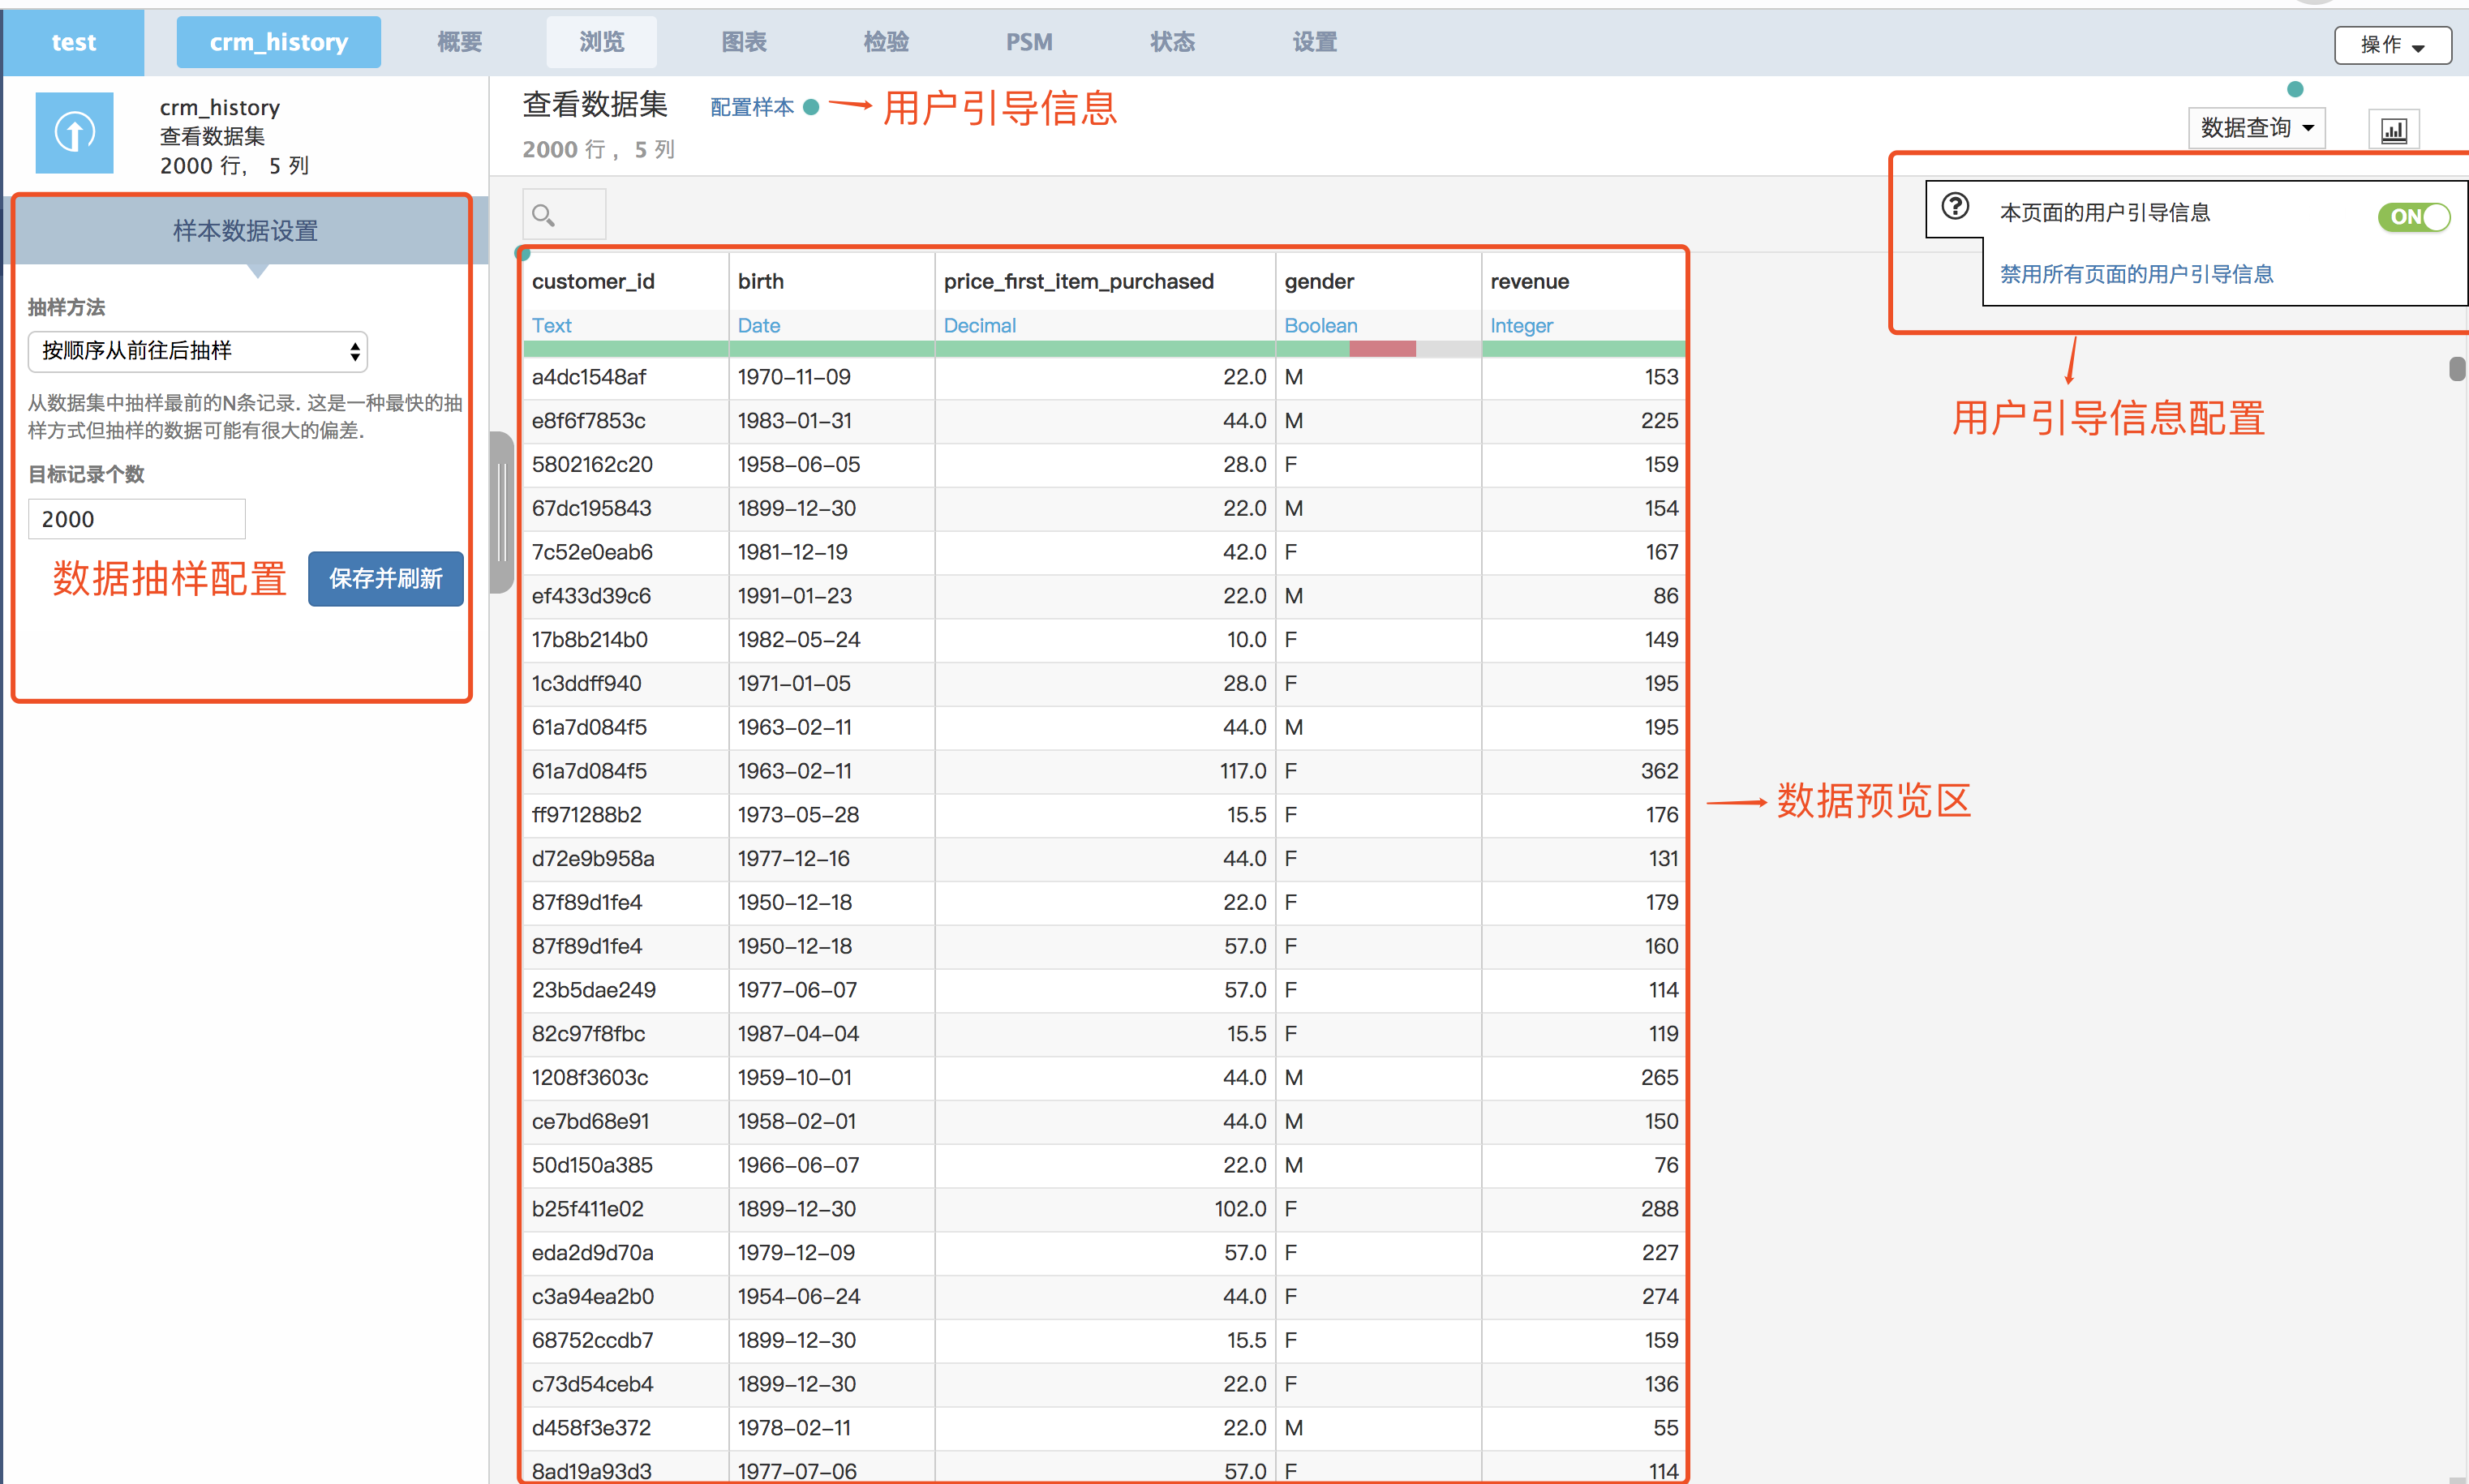 test crm_history 概要 浏览 图表 检验 PSM 状态 设置 操作
crm_history
查看数据集
2000 行， 5 列
样本数据设置
抽样方法
按顺序从前往后抽样
从数据集中抽样最前的N条记录. 这是一种最快的抽
样方式但抽样的数据可能有很大的偏差.
目标记录个数
2000
数据抽样配置 保存并刷新
查看数据集 配置样本 用户引导信息
2000 行， 5 列
数据查询
本页面的用户引导信息 ON
禁用所有页面的用户引导信息
用户引导信息配置
customer_id birth price_first_item_purchased gender revenue
Text Date Decimal Boolean Integer
a4dc1548af 1970-11-09 22.0 M 153
e8f6f7853c 1983-01-31 44.0 M 225
5802162c20 1958-06-05 28.0 F 159
67dc195843 1899-12-30 22.0 M 154
7c52e0eab6 1981-12-19 42.0 F 167
ef433d39c6 1991-01-23 22.0 M 86
17b8b214b0 1982-05-24 10.0 F 149
1c3ddff940 1971-01-05 28.0 F 195
61a7d084f5 1963-02-11 44.0 M 195
61a7d084f5 1963-02-11 117.0 F 362
ff971288b2 1973-05-28 15.5 F 176
d72e9b958a 1977-12-16 44.0 F 131
87f89d1fe4 1950-12-18 22.0 F 179
87f89d1fe4 1950-12-18 57.0 F 160
23b5dae249 1977-06-07 57.0 F 114
82c97f8fbc 1987-04-04 15.5 F 119
1208f3603c 1959-10-01 44.0 M 265
ce7bd68e91 1958-02-01 44.0 M 150
50d150a385 1966-06-07 22.0 M 76
b25f411e02 1899-12-30 102.0 F 288
eda2d9d70a 1979-12-09 57.0 F 227
c3a94ea2b0 1954-06-24 44.0 F 274
68752ccdb7 1899-12-30 15.5 F 159
c73d54ceb4 1899-12-30 22.0 F 136
d458f3e372 1978-02-11 22.0 M 55
8ad19a93d3 1977-07-06 57.0 F 114
数据预览区